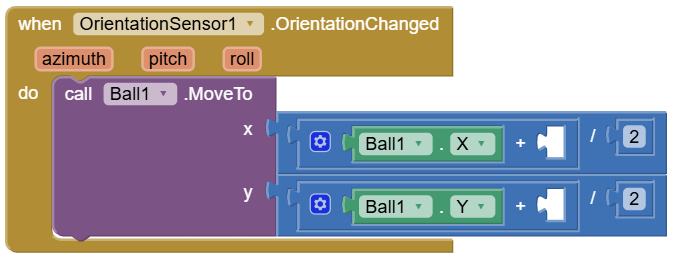 when OrientationSensor1 .OrientationChanged
azimuth pitch roll
do call Ball1 .MoveTo
x Ball1 . X + / 2
y Ball1 . Y + / 2